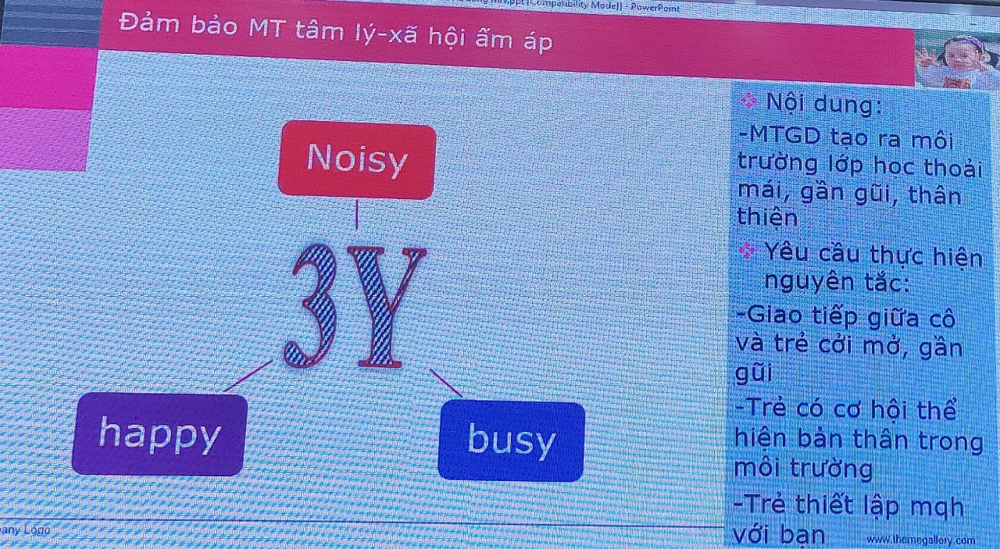 [Compatibility Mode] - PowerPoint
Đảm bảo MT tâm lý-xã hội ấm áp
Noisy
3Y
happy
busy
Nội dung:
-MTGD tạo ra môi
trường lớp học thoải
mái, gần gũi, thân
thiện
Yêu cầu thực hiện
nguyên tắc:
-Giao tiếp giữa cô
và trẻ cởi mở, gần
gũi
-Trẻ có cơ hội thể
hiện bản thân trong
môi trường
-Trẻ thiết lập mqh
với bạn
any Logo
www.themegallery.com